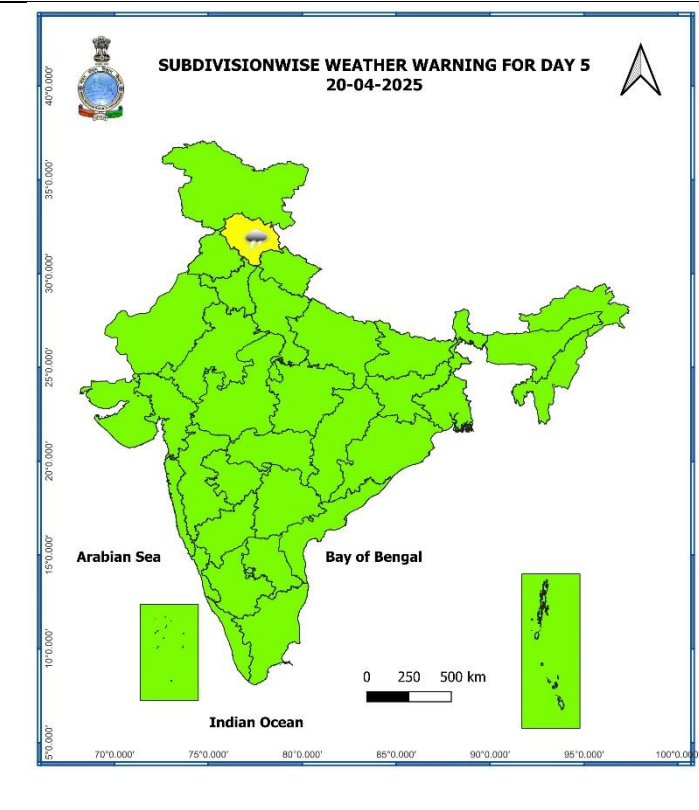 SUBDIVISIONWISE WEATHER WARNING FOR DAY 5
20-04-2025
40°0.000'
35°0.000'
30°0.000'
25°0.000'
20°0.000'
15°0.000'
10°0.000'
5°0.000'
Arabian Sea
Bay of Bengal
0 250 500 km
Indian Ocean
70°0.000' 75°0.000' 80°0.000' 85°0.000' 90°0.000' 95°0.000' 100°0.000'